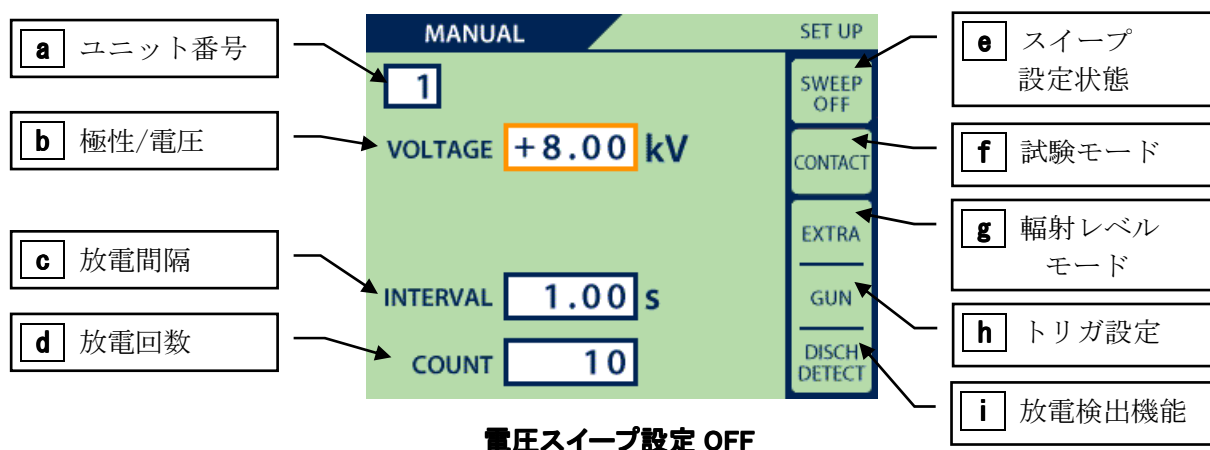 a ユニット番号
b 極性/電圧
c 放電間隔
d 放電回数
MANUAL
SET UP
1
VOLTAGE +8.00 kV
INTERVAL 1.00 s
COUNT 10
SWEEP
OFF
CONTACT
EXTRA
GUN
DISCH
DETECT
e スイープ
設定状態
f 試験モード
g 輻射レベル
モード
h トリガ設定
i 放電検出機能
電圧スイープ設定 OFF